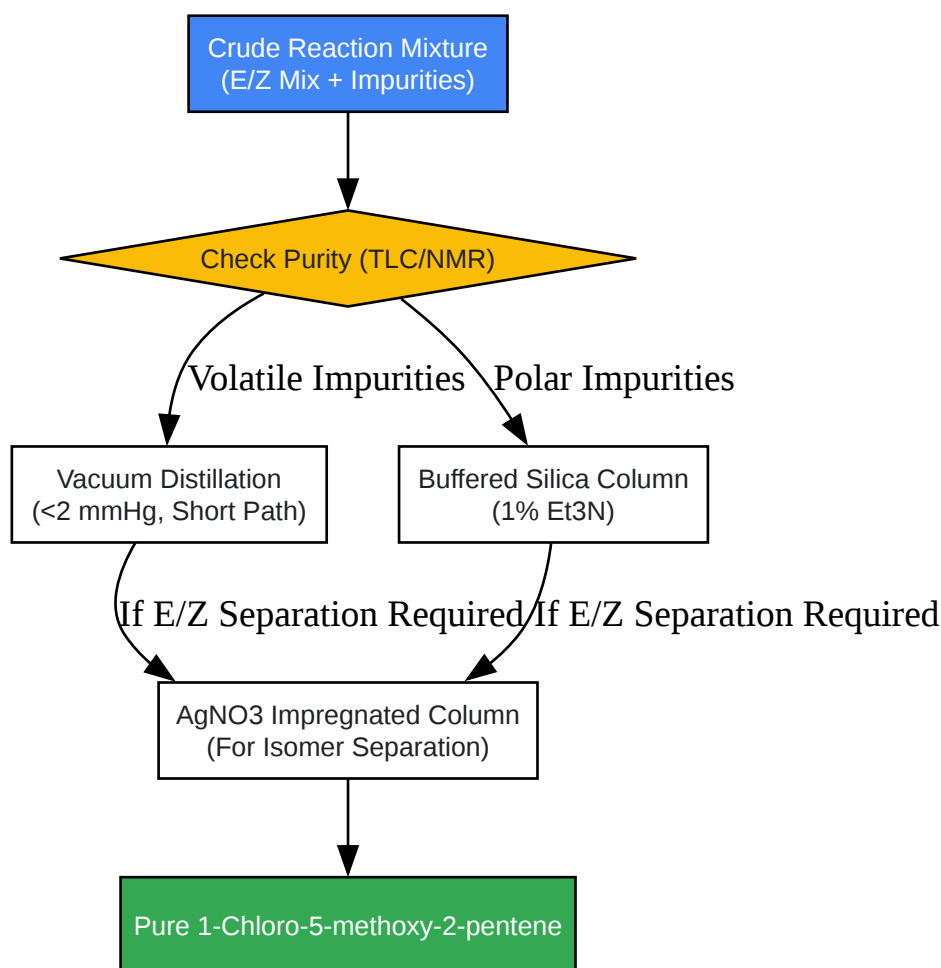 Crude Reaction Mixture
(E/Z Mix + Impurities)
Check Purity (TLC/NMR)
Volatile Impurities
Polar Impurities
Vacuum Distillation
(<2 mmHg, Short Path)
Buffered Silica Column
(1% Et3N)
If E/Z Separation Required
If E/Z Separation Required
AgNO3 Impregnated Column
(For Isomer Separation)
Pure 1-Chloro-5-methoxy-2-pentene